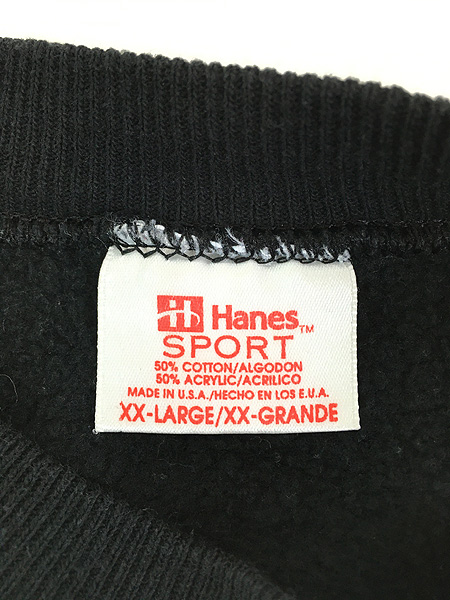 Hanes™
SPORT
50% COTTON/ALGODON
50% ACRYLIC/ACRILICO
MADE IN U.S.A./HECHO EN LOS E.U.A.
XX-LARGE/XX-GRANDE